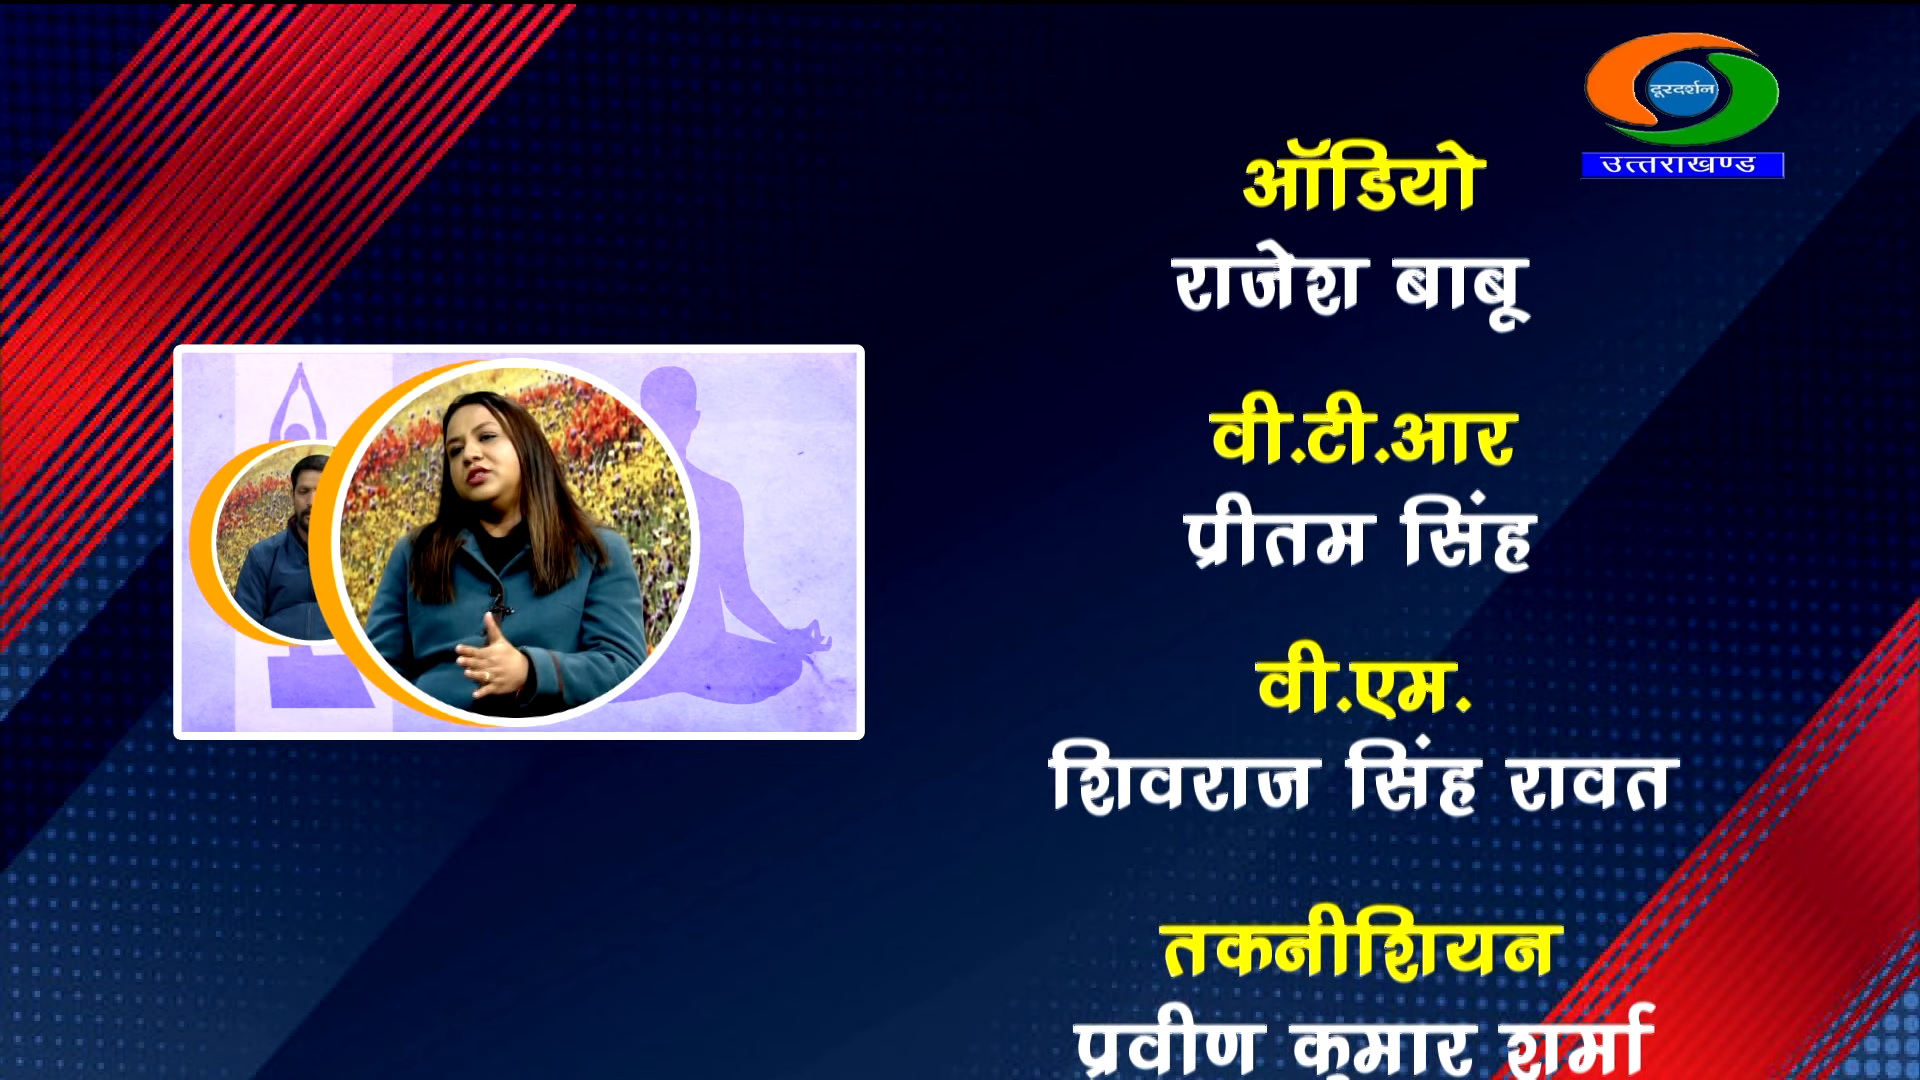 दूरदर्शन
उत्तराखण्ड
ऑडियो
राजेश बाबू
वी.टी.आर
प्रीतम सिंह
वी.एम.
शिवराज सिंह रावत
तकनीशियन
प्रवीण कुमार शर्मा